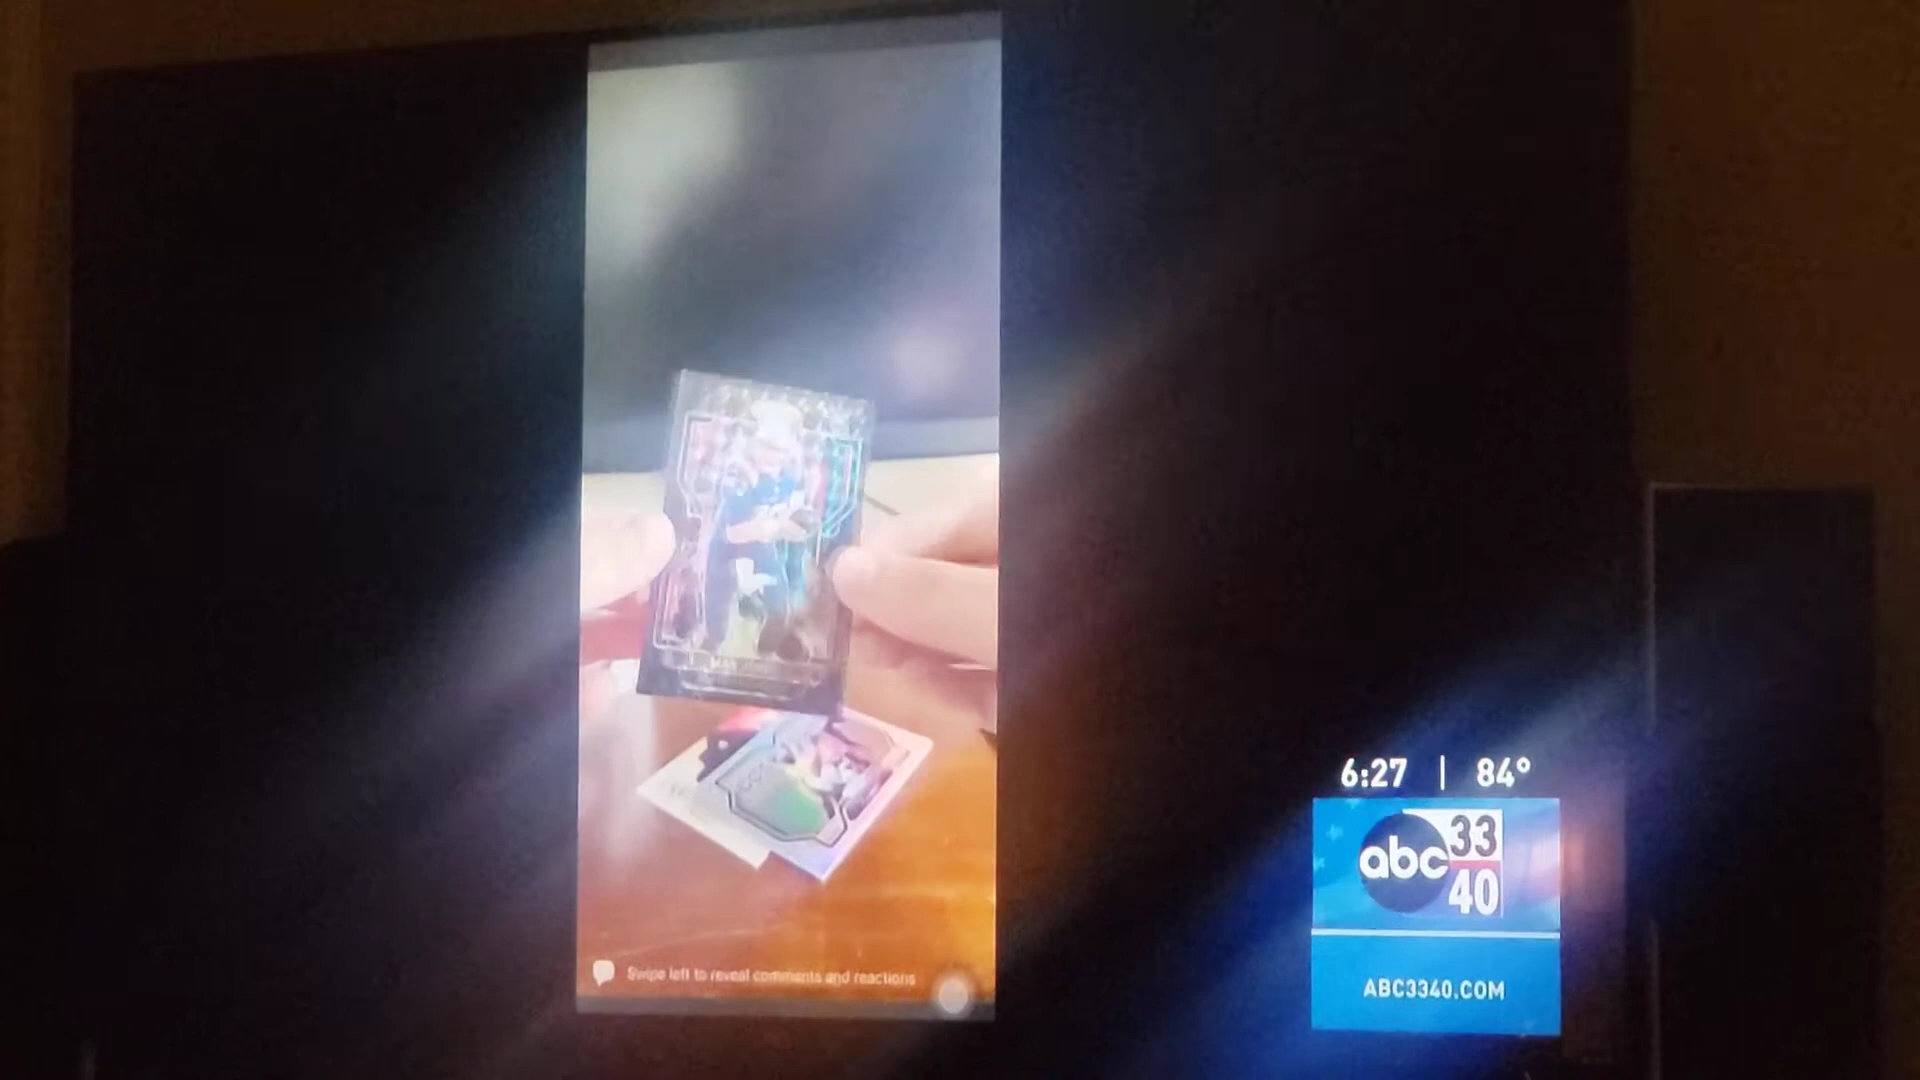 6:27 | 84°
abc 33
40
ABC3340.COM
Swipe left to reveal comments and reactions